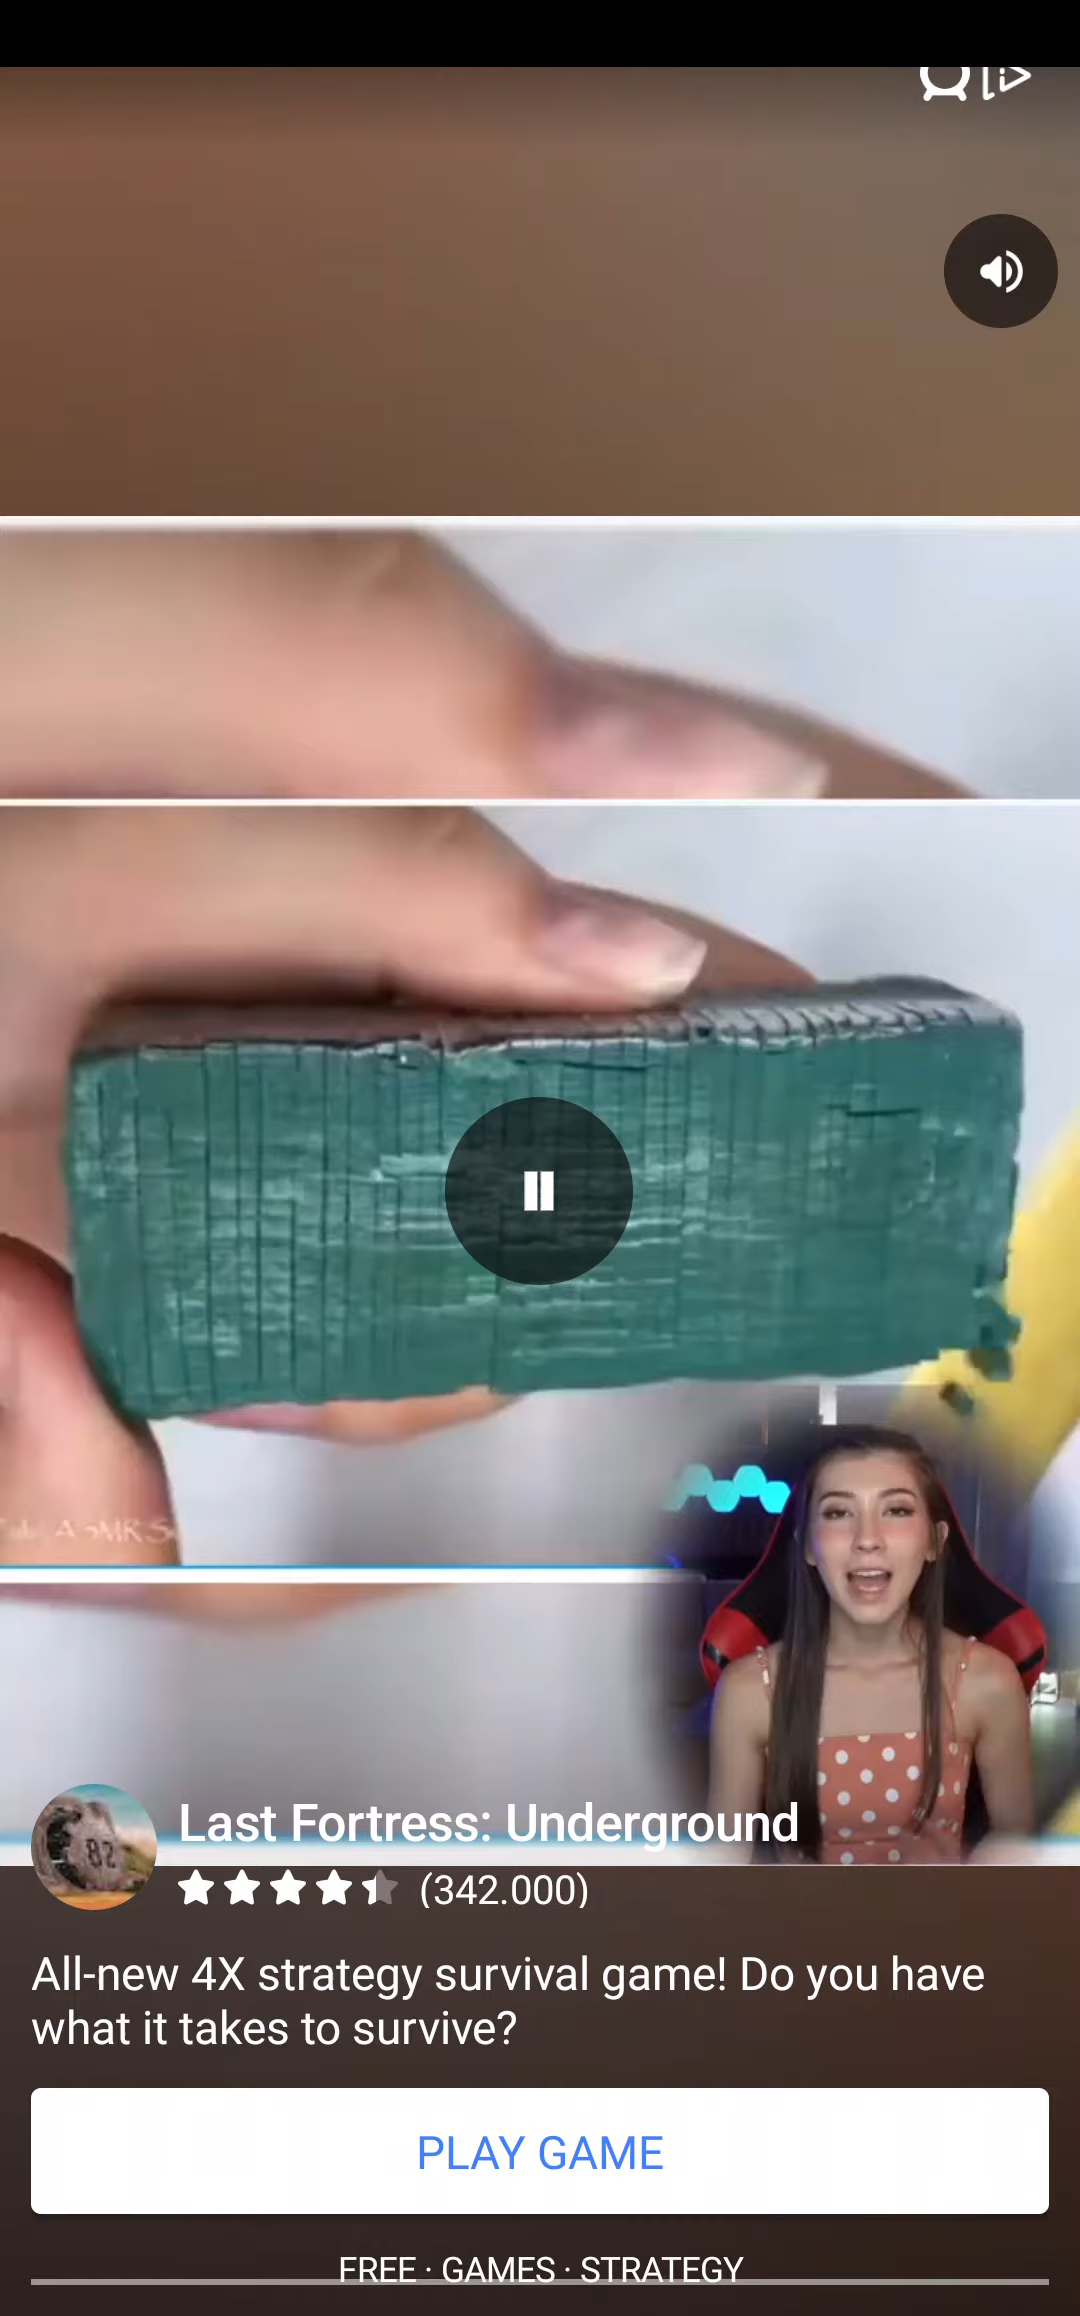 Last Fortress: Underground
82
(342.000)
All-new 4X strategy survival game! Do you have
what it takes to survive?
PLAY GAME
FREE · GAMES · STRATEGY